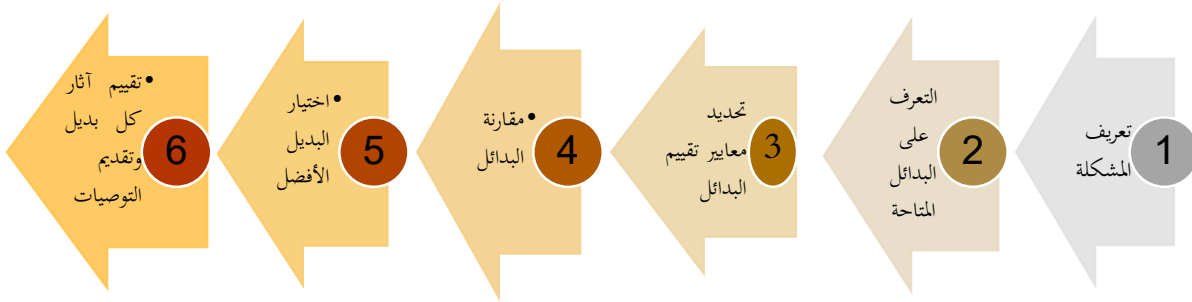 1
تعريف
المشكلة
2
التعرف
على
البدائل
المتاحة
3
تحديد
معايير تقييم
البدائل
4
• مقارنة
البدائل
5
• اختيار
البديل
الأفضل
6
• تقييم آثار
كل بديل
وتقديم
التوصيات